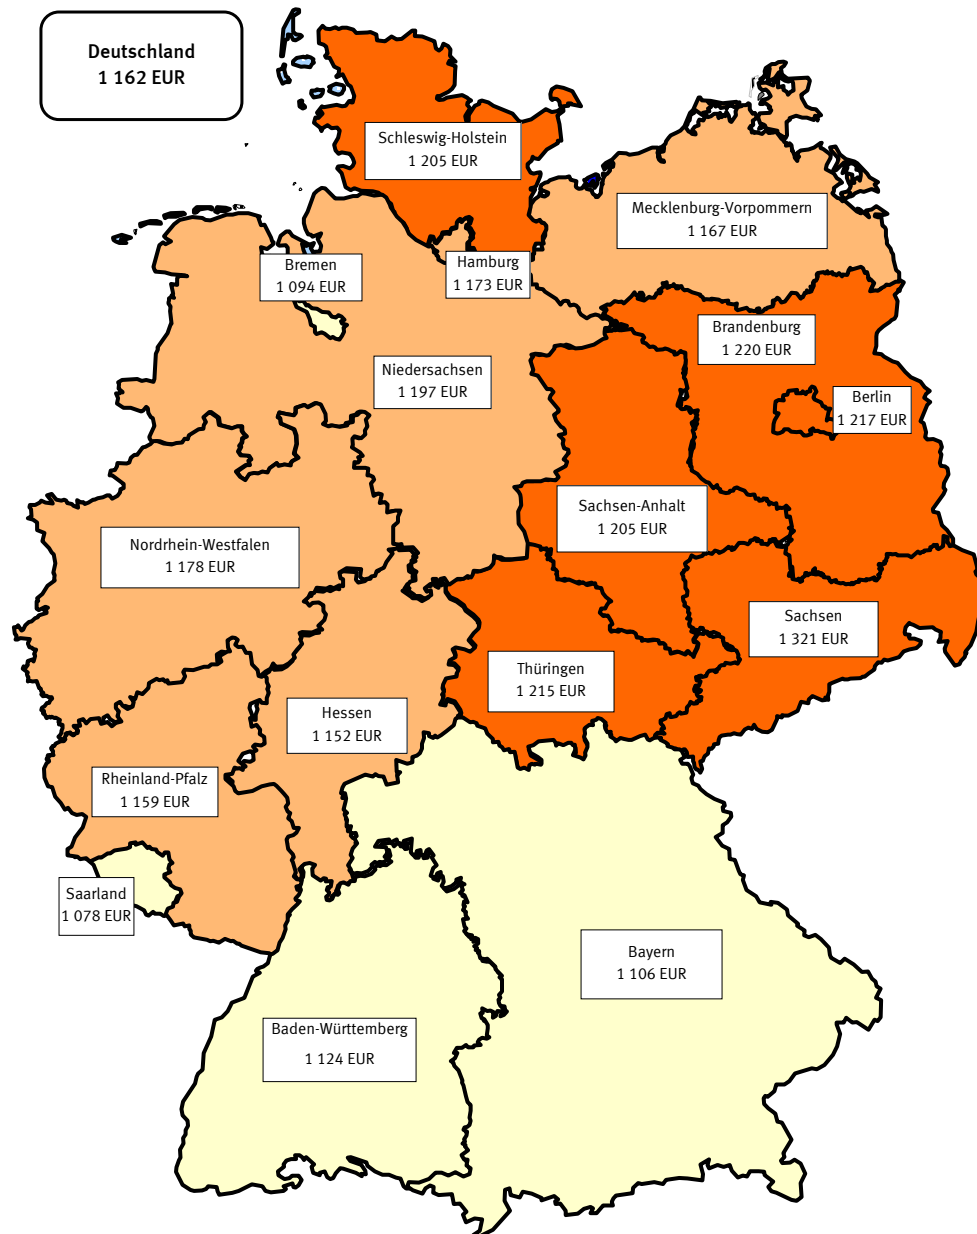 Deutschland
1 162 EUR
Schleswig-Holstein
1 205 EUR
Mecklenburg-Vorpommern
1 167 EUR
Bremen
1 094 EUR
Hamburg
1 173 EUR
Brandenburg
1 220 EUR
Niedersachsen
1 197 EUR
Berlin
1 217 EUR
Sachsen-Anhalt
1 205 EUR
Nordrhein-Westfalen
1 178 EUR
Sachsen
1 321 EUR
Thüringen
1 215 EUR
Hessen
1 152 EUR
Rheinland-Pfalz
1 159 EUR
Saarland
1 078 EUR
Bayern
1 106 EUR
Baden-Württemberg
1 124 EUR